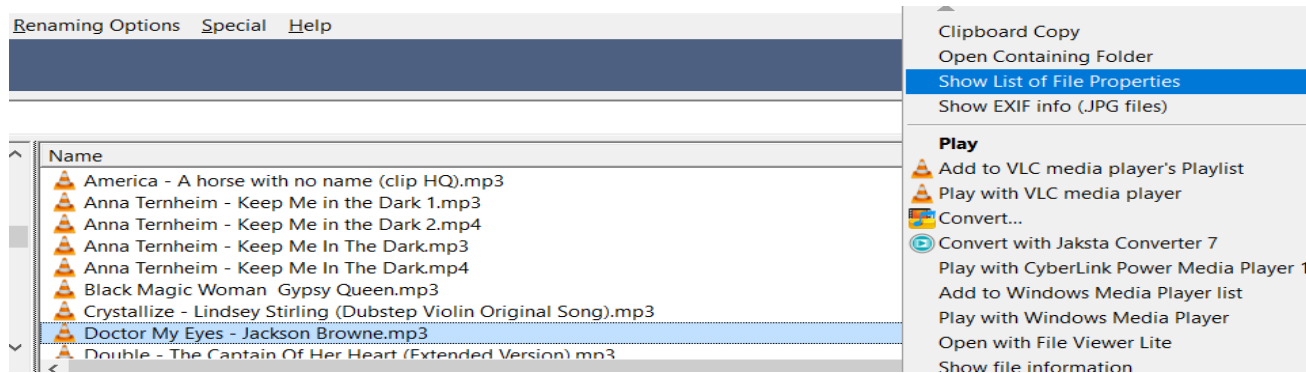 Renaming Options Special Help
Name
America - A horse with no name (clip HQ).mp3
Anna Ternheim - Keep Me in the Dark 1.mp3
Anna Ternheim - Keep Me in the Dark 2.mp4
Anna Ternheim - Keep Me In The Dark.mp3
Anna Ternheim - Keep Me In The Dark.mp4
Black Magic Woman  Gypsy Queen.mp3
Crystallize - Lindsey Stirling (Dubstep Violin Original Song).mp3
Doctor My Eyes - Jackson Browne.mp3
Double - The Captain Of Her Heart (Extended Version).mp3
Clipboard Copy
Open Containing Folder
Show List of File Properties
Show EXIF info (.JPG files)
Play
Add to VLC media player's Playlist
Play with VLC media player
Convert...
Convert with Jaksta Converter 7
Play with CyberLink Power Media Player 1
Add to Windows Media Player list
Play with Windows Media Player
Open with File Viewer Lite
Show file information